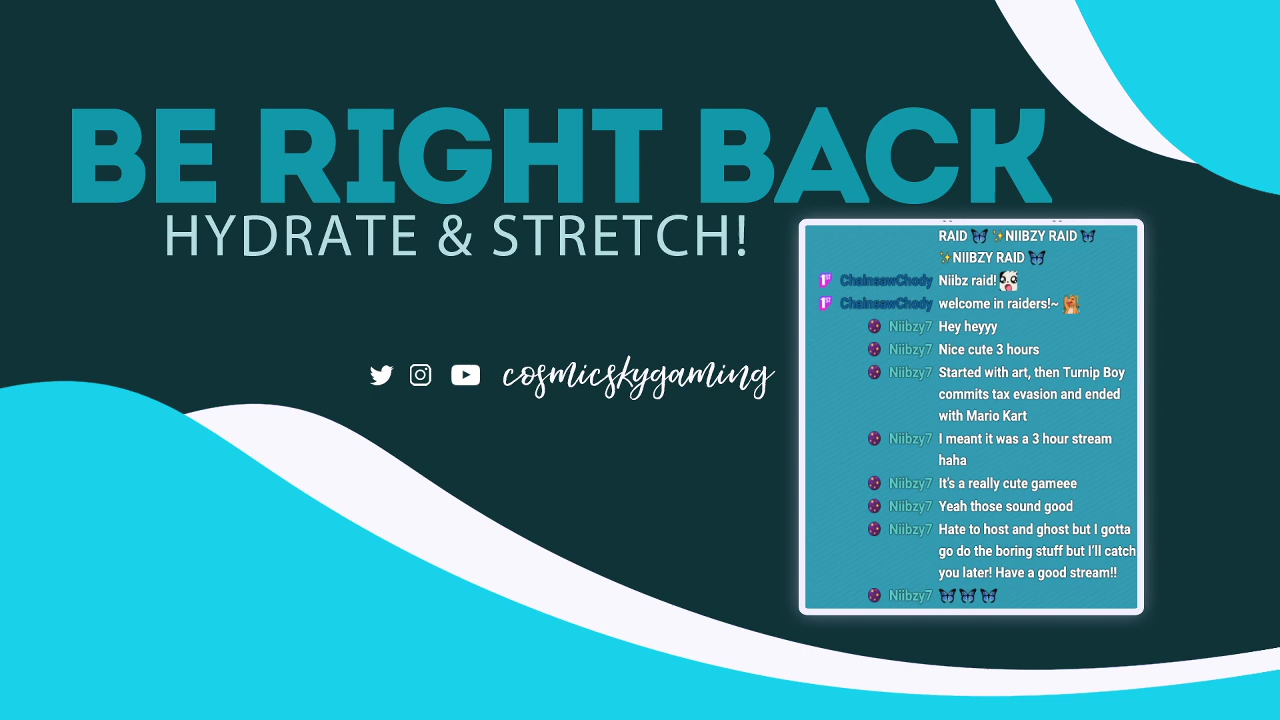 BE RIGHT BACK
HYDRATE & STRETCH!
cosmicskygaming
RAID 🦋 ✨NIIBZY RAID 🦋
✨NIIBZY RAID 🦋
ChainsawChody Niibz raid!
ChainsawChody welcome in raiders!~
Niibzy7 Hey heyyy
Niibzy7 Nice cute 3 hours
Niibzy7 Started with art, then Turnip Boy
commits tax evasion and ended
with Mario Kart
Niibzy7 I meant it was a 3 hour stream
haha
Niibzy7 It's a really cute gameee
Niibzy7 Yeah those sound good
Niibzy7 Hate to host and ghost but I gotta
go do the boring stuff but I'll catch
you later! Have a good stream!!
Niibzy7 🦋 🦋 🦋